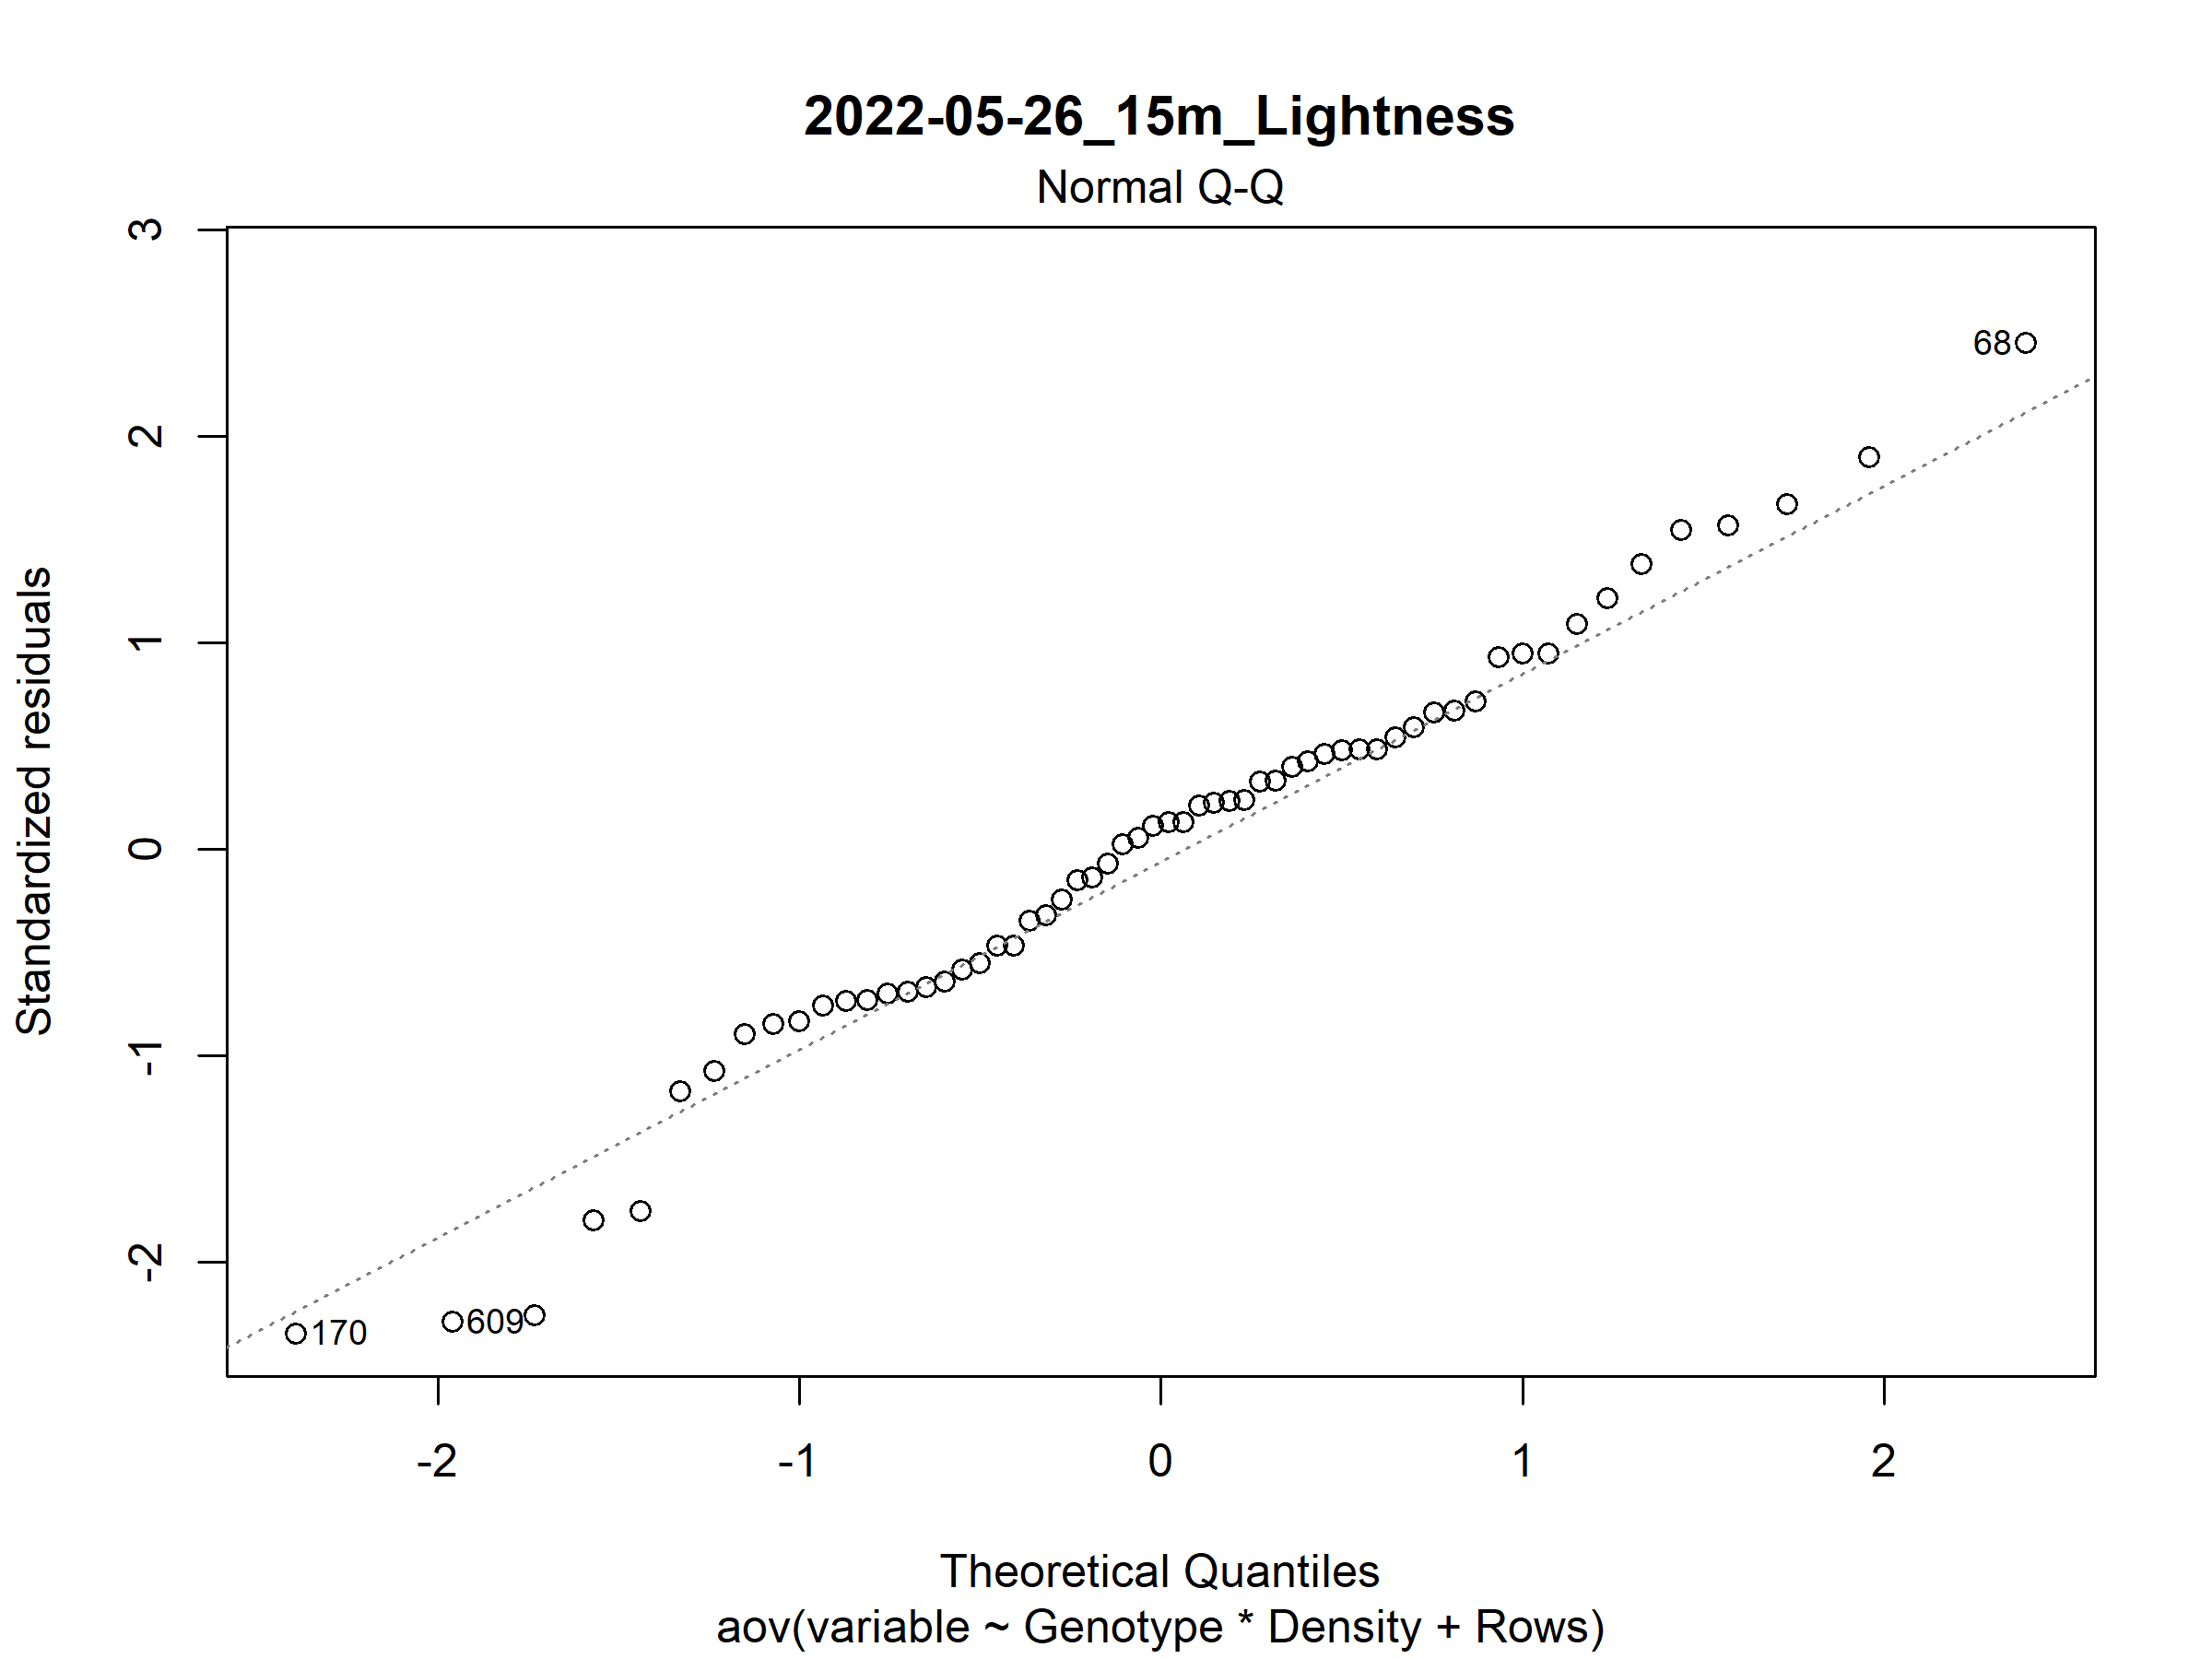 2022-05-26_15m_Lightness
Normal Q-Q
3
2
1
0
-1
-2
Standardized residuals
68
170
609
-2
-1
0
1
2
Theoretical Quantiles
aov(variable ~ Genotype * Density + Rows)